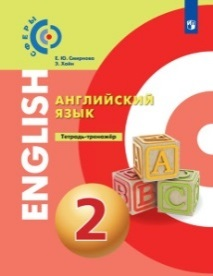 СФЕРЫ
Е. Ю. Смирнова
Э. Хайн
ENGLISH
АНГЛИЙСКИЙ
ЯЗЫК
Тетрадь-тренажёр
A
B
C
2